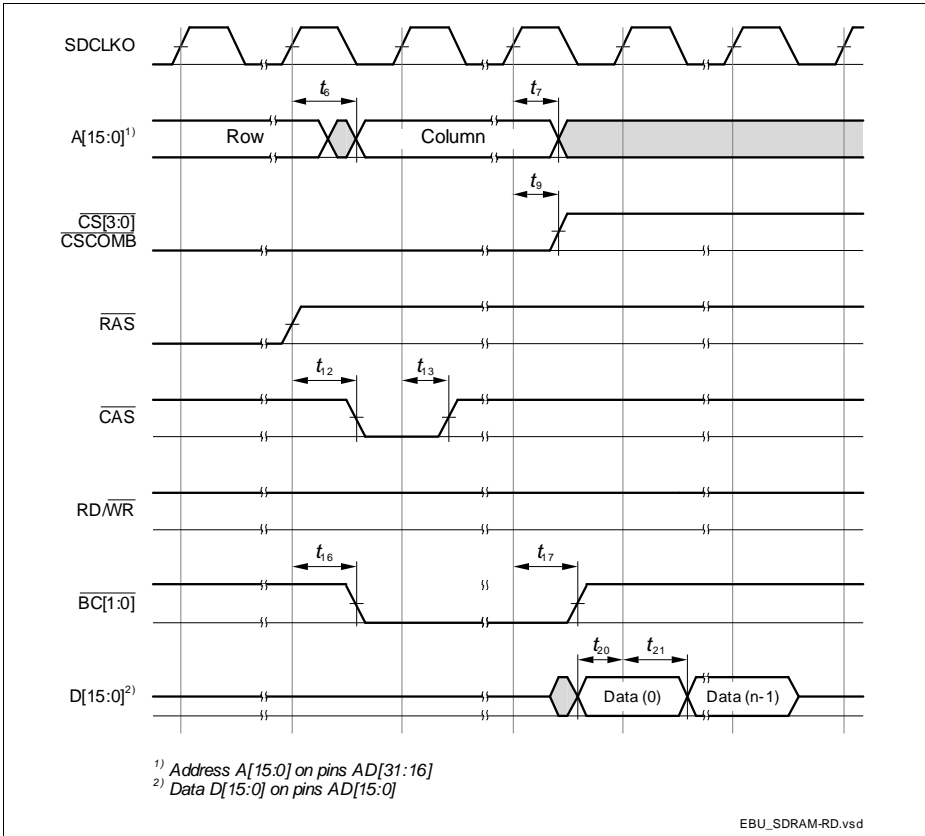 SDCLKO
t6
t7
A[15:0]1)
Row
Column
t9
CS[3:0]
CSCOMB
RAS
t12
t13
CAS
RD/WR
t16
t17
BC[1:0]
t20
t21
D[15:0]2)
Data (0)
Data (n-1)
1) Address A[15:0] on pins AD[31:16]
2) Data D[15:0] on pins AD[15:0]
EBU_SDRAM-RD.vsd